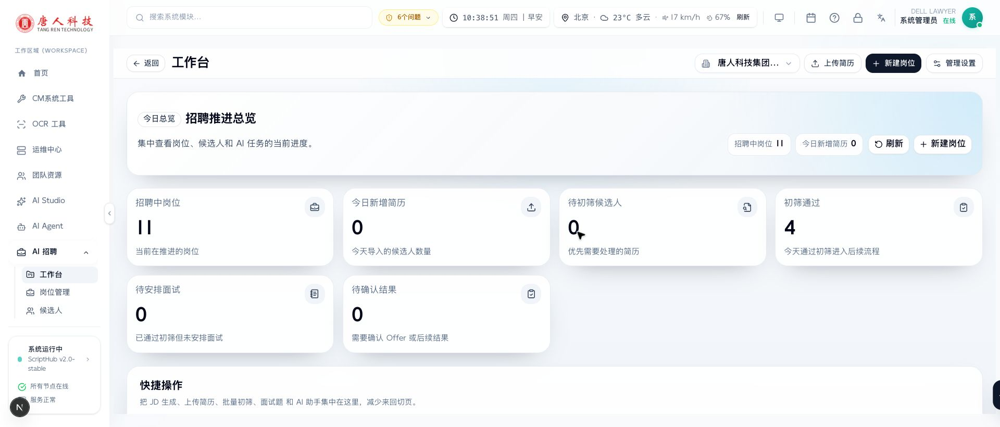 唐人科技
TANG REN TECHNOLOGY
工作区域 (WORKSPACE)
首页
CM系统工具
OCR 工具
运维中心
团队资源
AI Studio
AI Agent
AI 招聘
工作台
岗位管理
候选人
系统运行中
ScriptHub v2.0-
stable
所有节点在线
服务正常
N
搜索系统模块...
6个问题
10:38:51 周四 | 早安
北京 · 23°C 多云 · 17 km/h 67% 刷新
DELL LAWYER
系统管理员 在线
系
返回
工作台
唐人科技集团...
上传简历
新建岗位
管理设置
今日总览 招聘推进总览
集中查看岗位、候选人和 AI 任务的当前进度。
招聘中岗位 11
今日新增简历 0
刷新
新建岗位
招聘中岗位
11
当前在推进的岗位
今日新增简历
0
今天导入的候选人数量
待初筛候选人
0
优先需要处理的简历
初筛通过
4
今天通过初筛进入后续流程
待安排面试
0
已通过初筛但未安排面试
待确认结果
0
需要确认 Offer 或后续结果
快捷操作
把 JD 生成、上传简历、批量初筛、面试题 和 AI 助手集中在这里，减少来回切页。